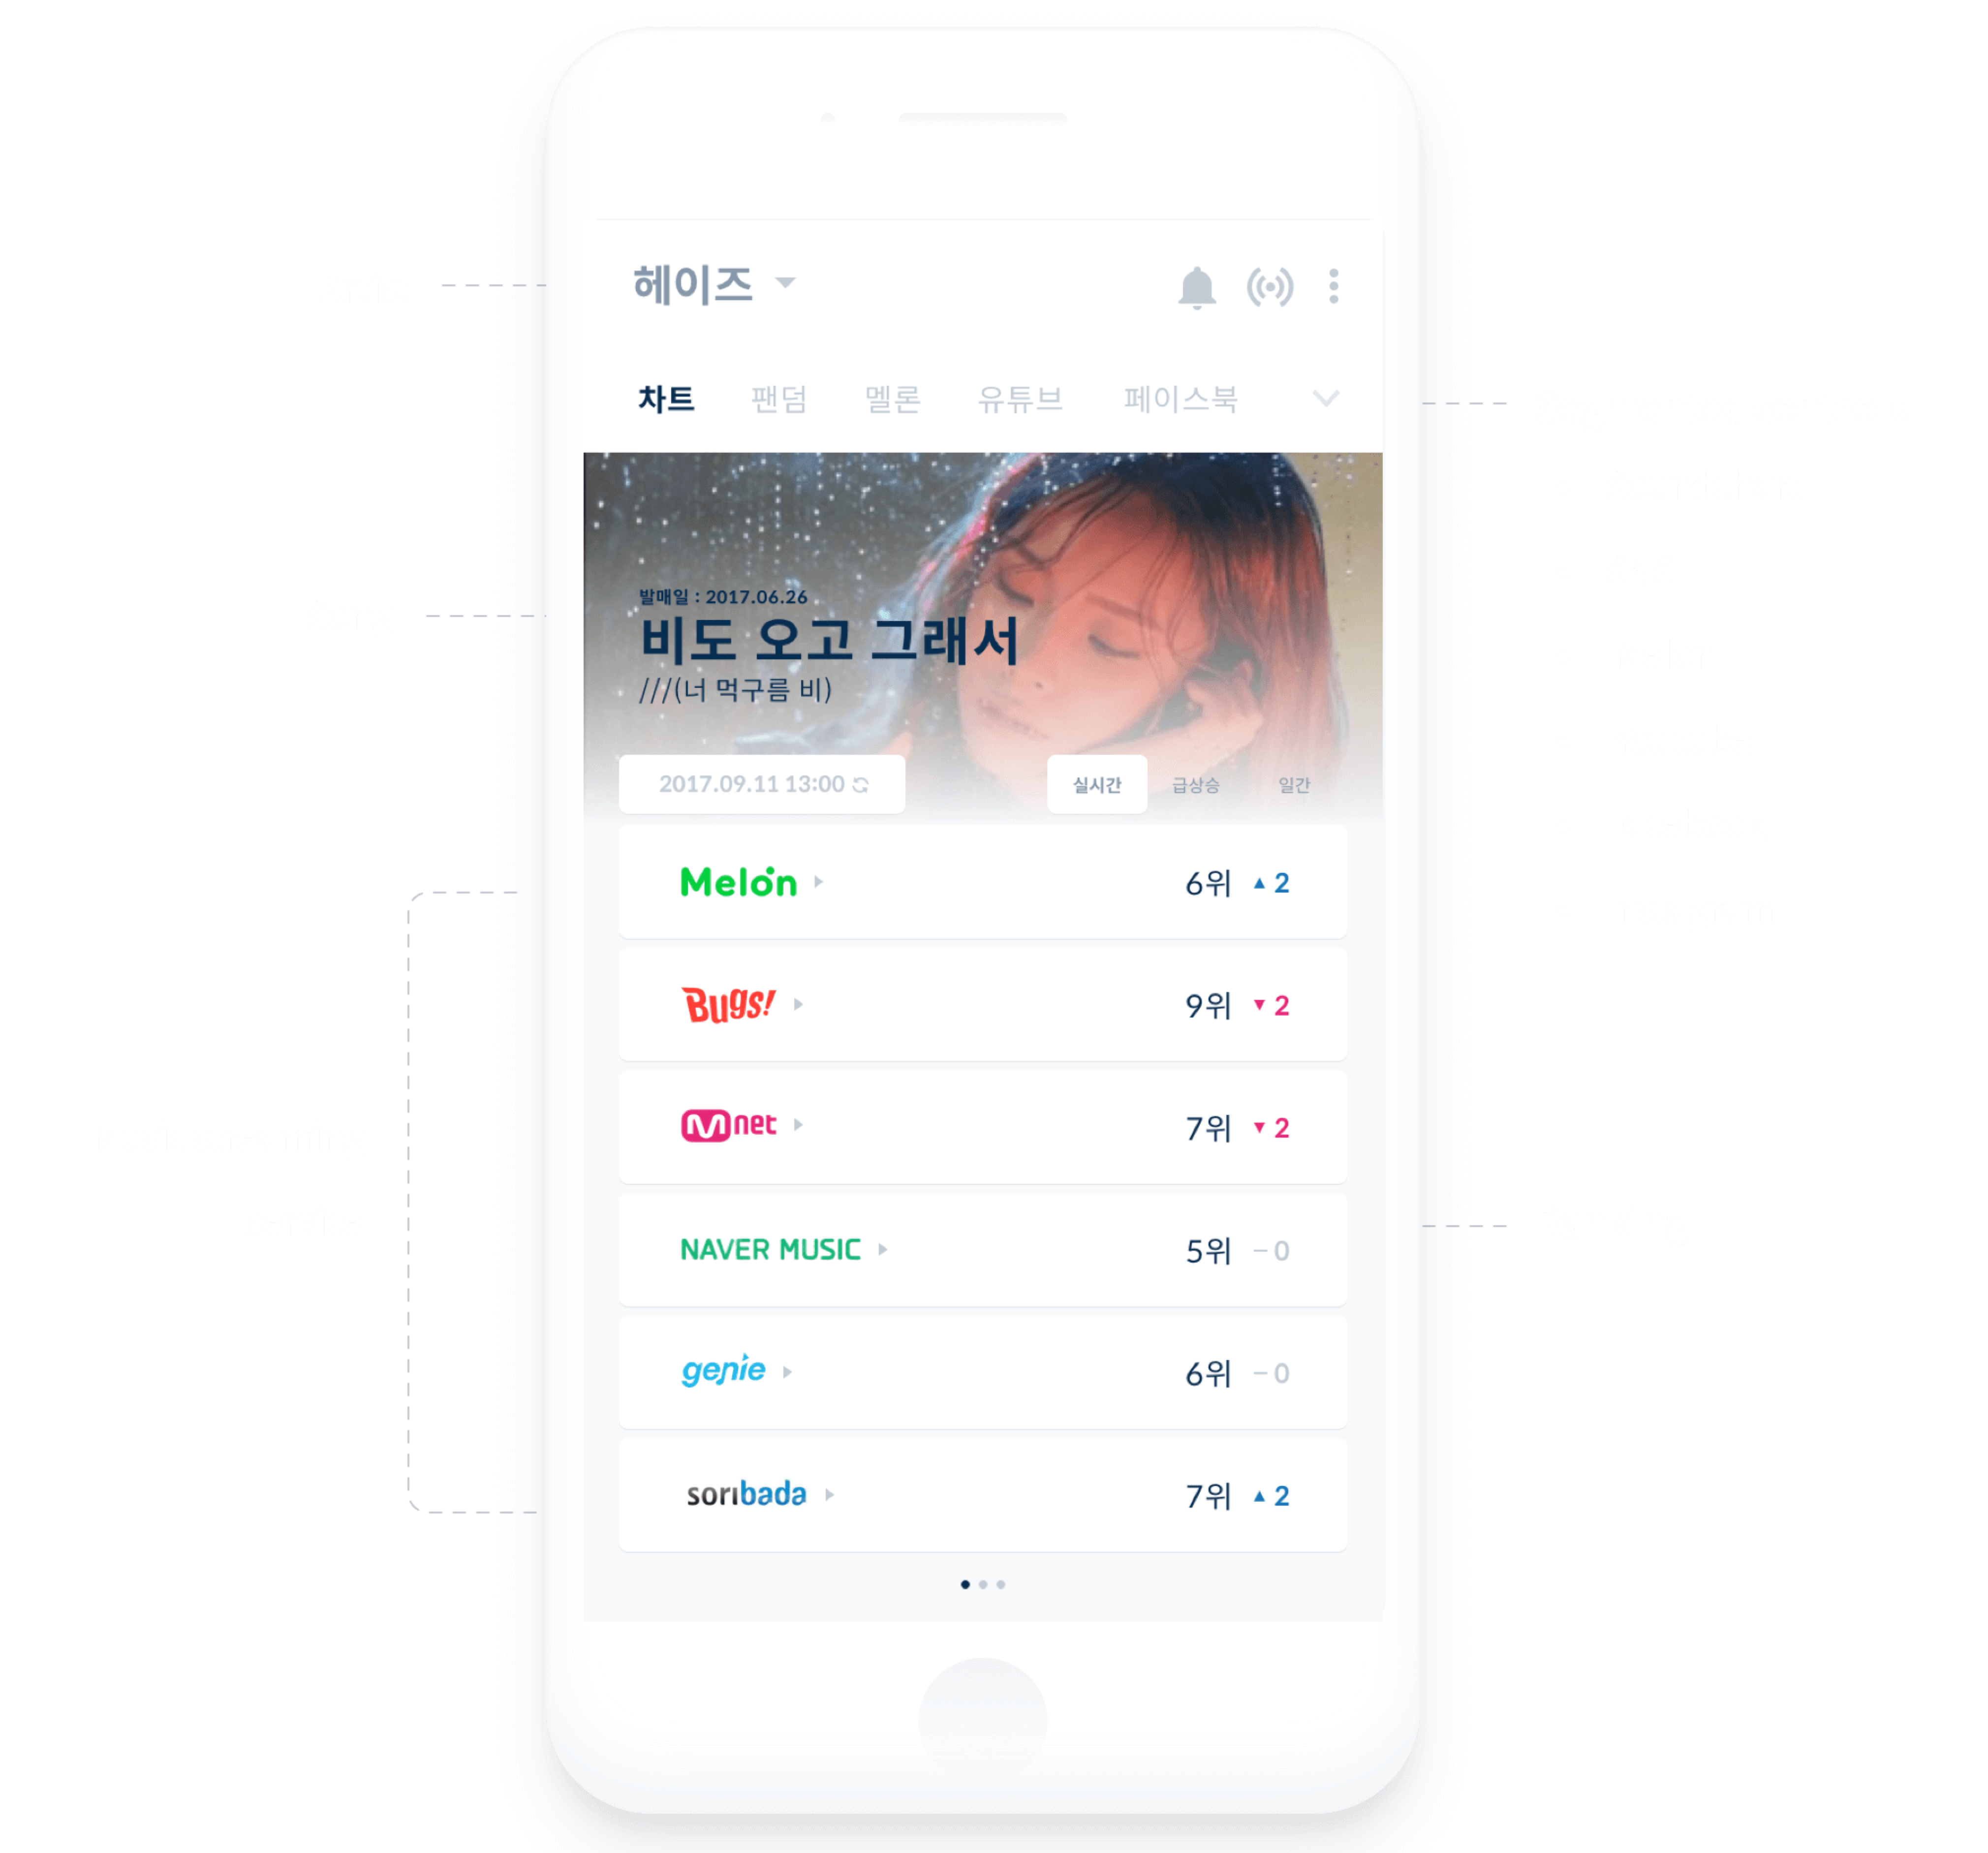 헤이즈
차트 팬덤 멜론 유튜브 페이스북
발매일 : 2017.06.26
비도 오고 그래서
///(너 먹구름 비)
2017.09.11 13:00 실시간 급상승 일간
Melon 6위 ▲ 2
Bugs! 9위 ▼ 2
Mnet 7위 ▼ 2
NAVER MUSIC 5위 – 0
genie 6위 – 0
soribada 7위 ▲ 2